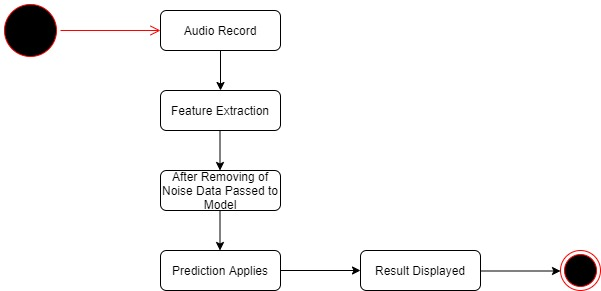 Audio Record
Feature Extraction
After Removing of
Noise Data Passed to
Model
Prediction Applies
Result Displayed